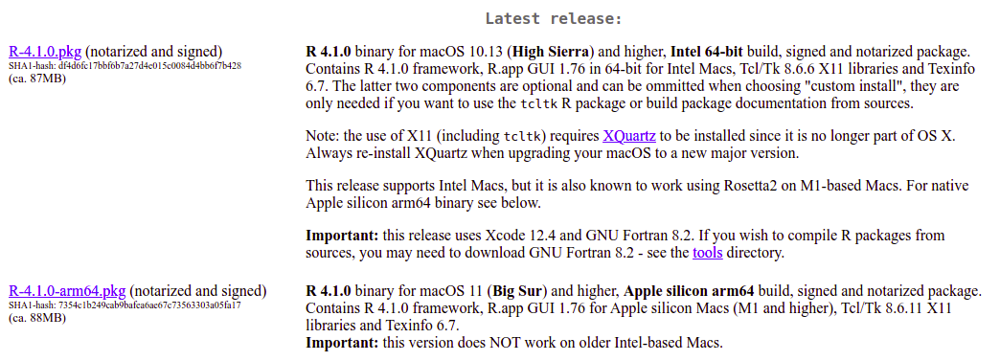 Latest release:
R-4.1.0.pkg (notarized and signed)
SHA1-hash: df4d6fc17bbf6b7a27d4e015c0084d4bb6f7b428
(ca. 87MB)
R 4.1.0 binary for macOS 10.13 (High Sierra) and higher, Intel 64-bit build, signed and notarized package.
Contains R 4.1.0 framework, R.app GUI 1.76 in 64-bit for Intel Macs, Tcl/Tk 8.6.6 X11 libraries and Texinfo
6.7. The latter two components are optional and can be ommitted when choosing "custom install", they are
only needed if you want to use the tcltk R package or build package documentation from sources.
Note: the use of X11 (including tcltk) requires XQuartz to be installed since it is no longer part of OS X.
Always re-install XQuartz when upgrading your macOS to a new major version.
This release supports Intel Macs, but it is also known to work using Rosetta2 on M1-based Macs. For native
Apple silicon arm64 binary see below.
Important: this release uses Xcode 12.4 and GNU Fortran 8.2. If you wish to compile R packages from
sources, you may need to download GNU Fortran 8.2 - see the tools directory.
R-4.1.0-arm64.pkg (notarized and signed)
SHA1-hash: 7354c1b249cab9bafea6ac67c73563303a05fa17
(ca. 88MB)
R 4.1.0 binary for macOS 11 (Big Sur) and higher, Apple silicon arm64 build, signed and notarized package.
Contains R 4.1.0 framework, R.app GUI 1.76 for Apple silicon Macs (M1 and higher), Tcl/Tk 8.6.11 X11
libraries and Texinfo 6.7.
Important: this version does NOT work on older Intel-based Macs.